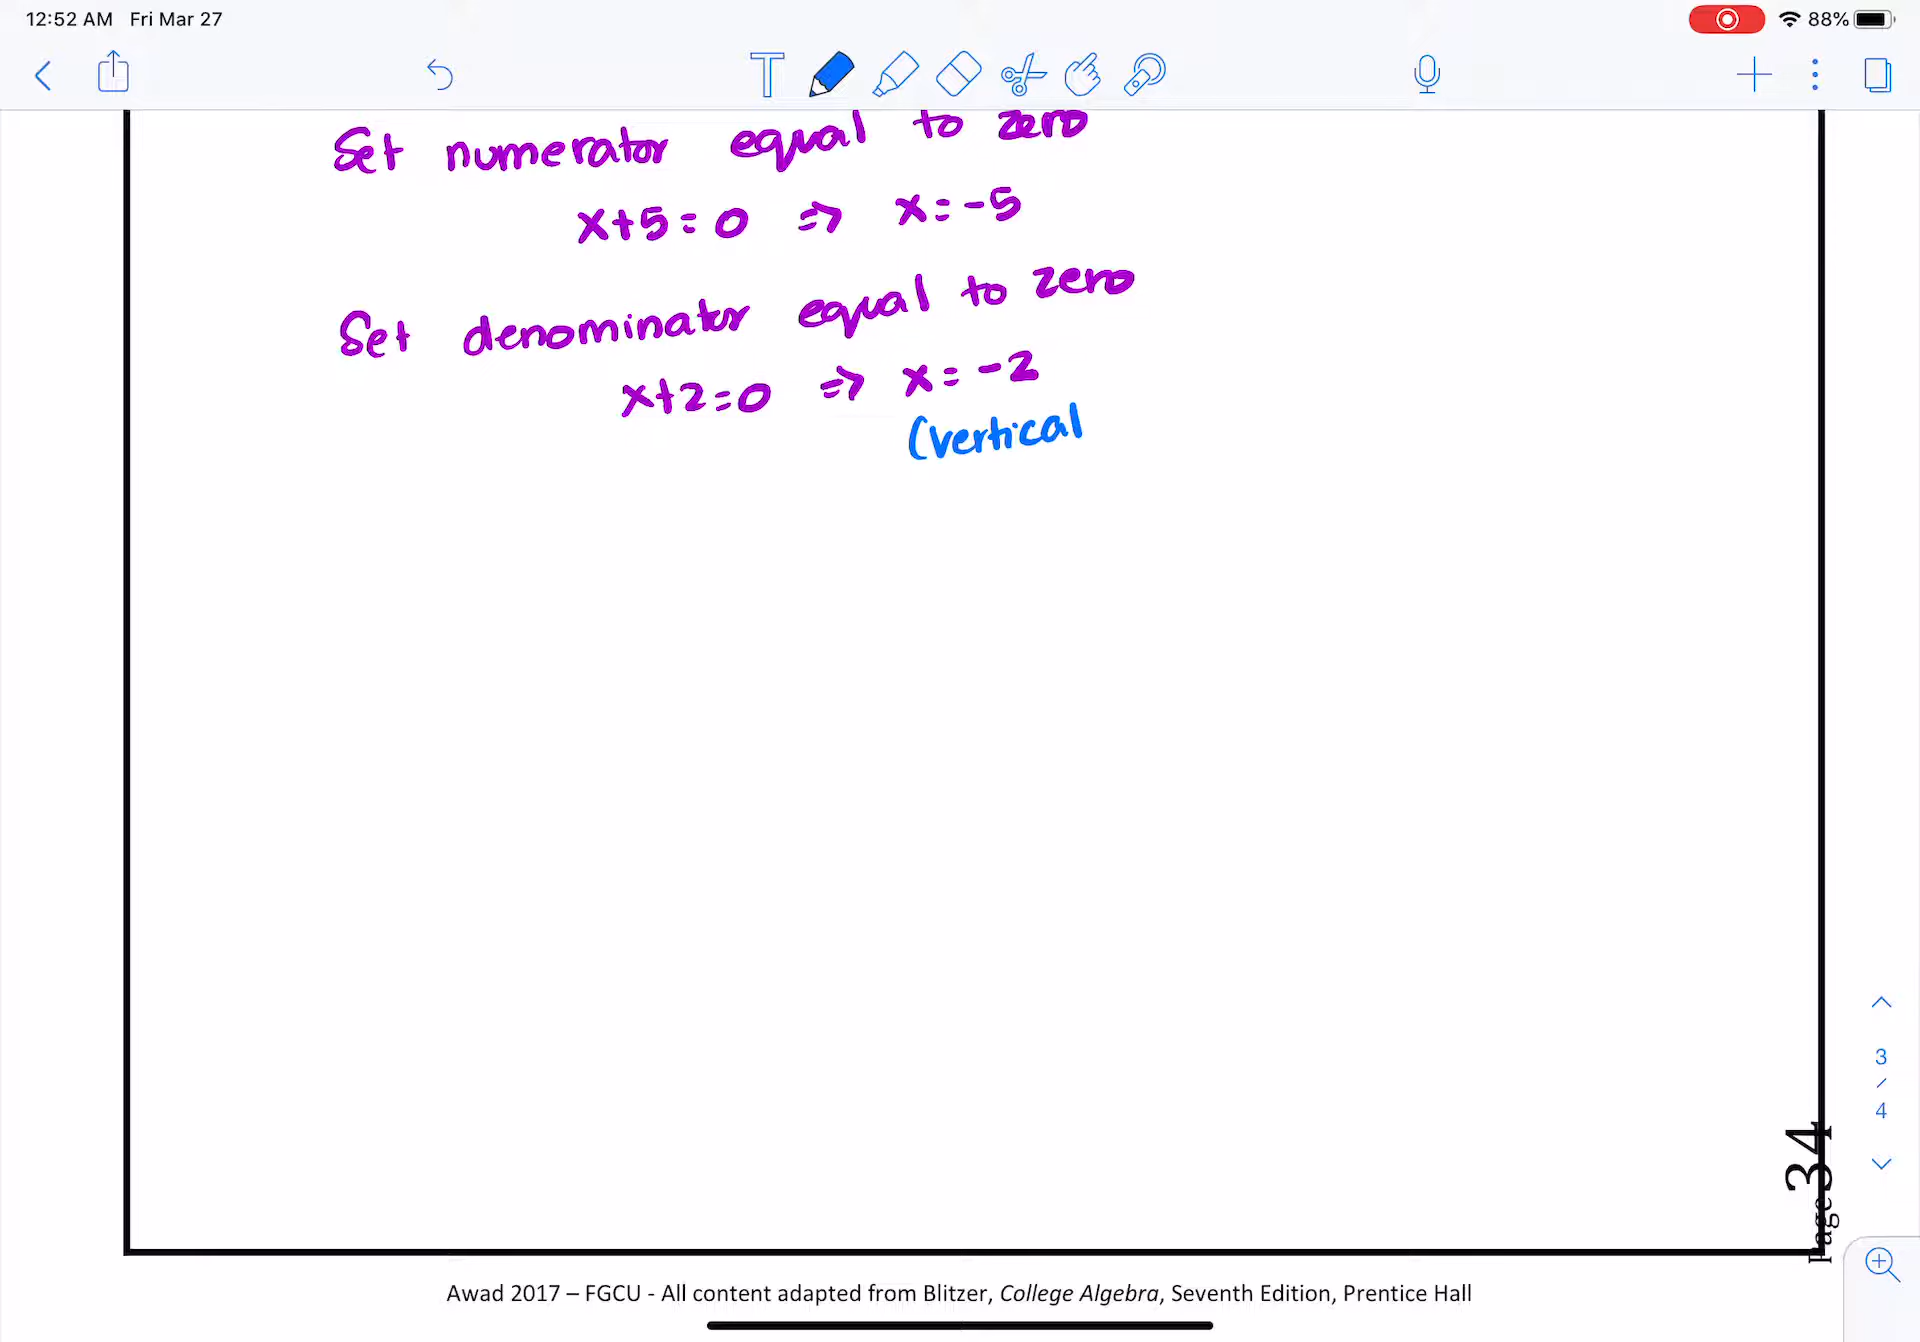 12:52 AM Fri Mar 27
88%
T
Set numerator equal to zero
x+5=0 => x=-5
Set denominator equal to zero
x+2=0 => x=-2
(vertical
3
/
4
Page 34
Awad 2017 – FGCU - All content adapted from Blitzer, College Algebra, Seventh Edition, Prentice Hall